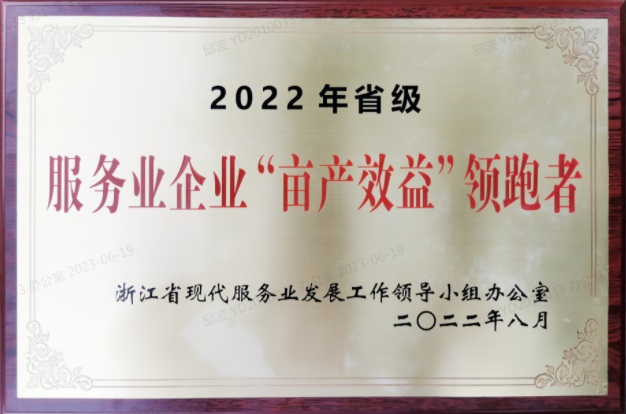 2022年省级
服务业企业“亩产效益”领跑者
浙江省现代服务业发展工作领导小组办公室
二〇二二年八月